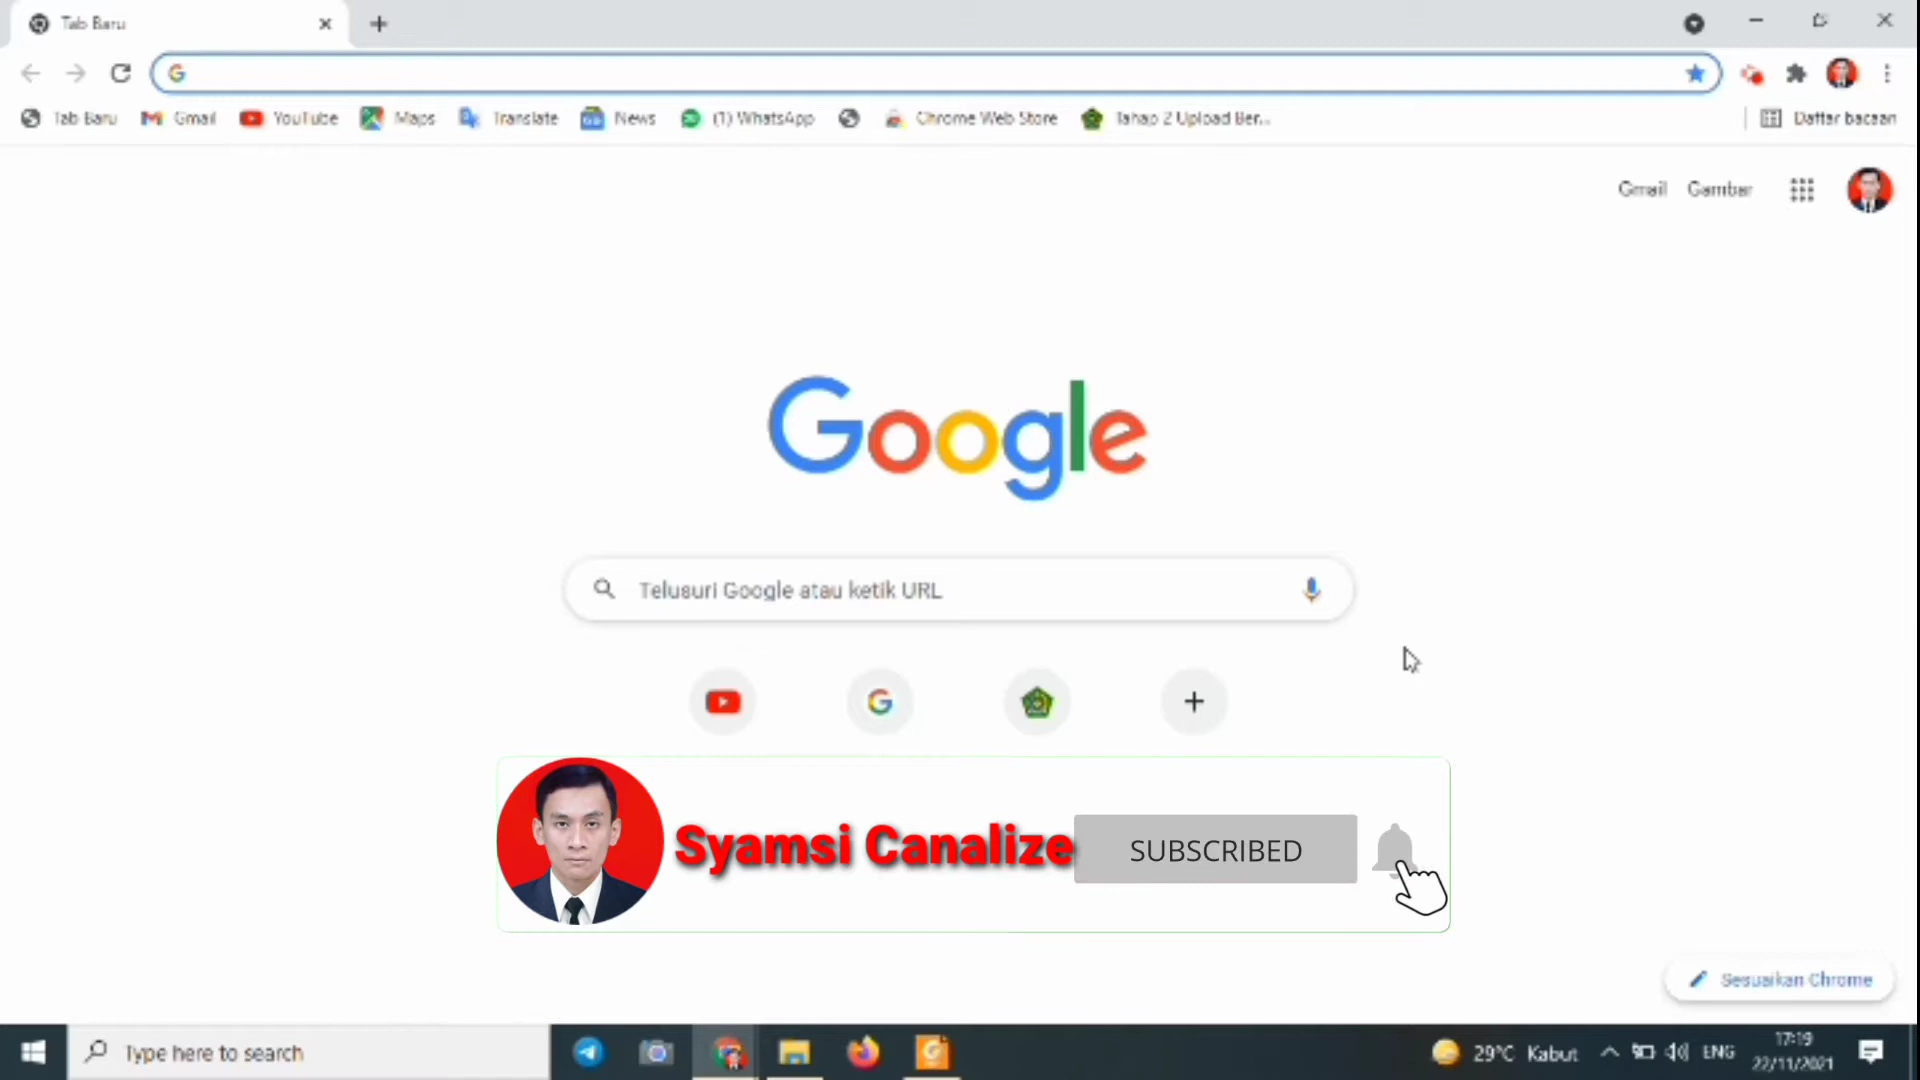 Tab Baru
Tab Baru Gmail YouTube Maps Translate News (1) WhatsApp Chrome Web Store Tahap 2 Upload Ber... Daftar bacaan
Gmail Gambar
Google
Telusuri Google atau ketik URL
Syamsi Canalize SUBSCRIBED
Sesuaikan Chrome
Type here to search 29°C Kabut ENG 17:19
22/11/2021